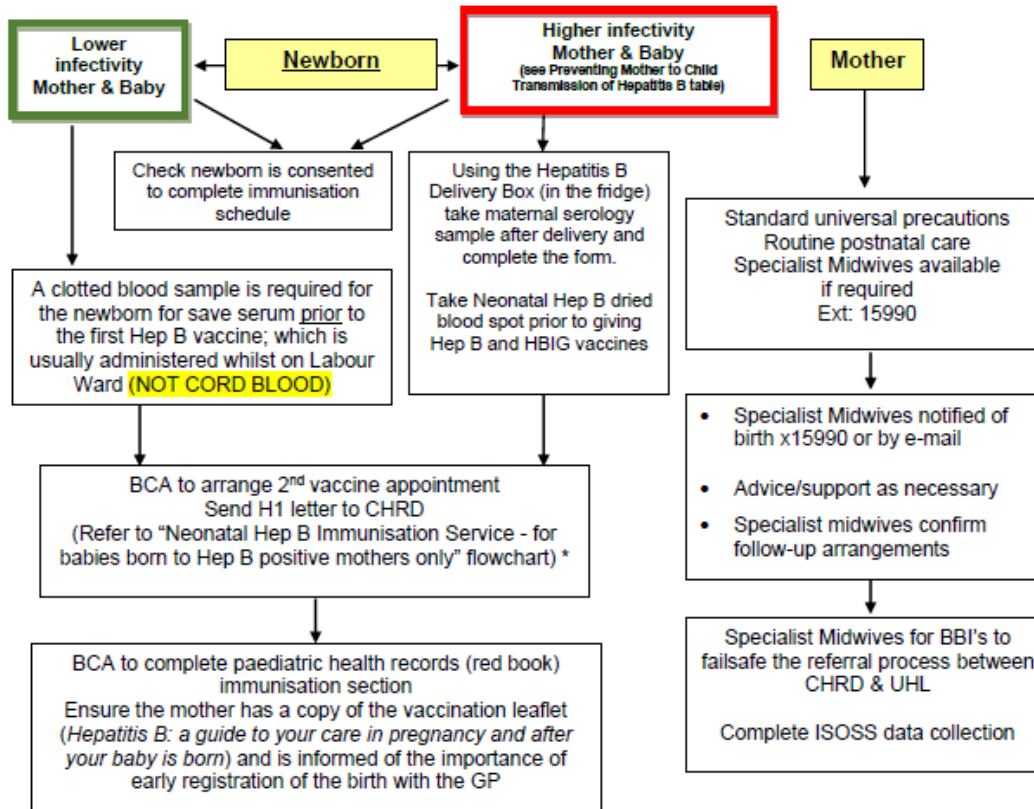 Lower
infectivity
Mother & Baby
Newborn
Higher infectivity
Mother & Baby
(see Preventing Mother to Child
Transmission of Hepatitis B table)
Mother
Check newborn is consented
to complete immunisation
schedule
Using the Hepatitis B
Delivery Box (in the fridge)
take maternal serology
sample after delivery and
complete the form.
Take Neonatal Hep B dried
blood spot prior to giving
Hep B and HBIG vaccines
Standard universal precautions
Routine postnatal care
Specialist Midwives available
if required
Ext: 15990
A clotted blood sample is required for
the newborn for save serum prior to
the first Hep B vaccine; which is
usually administered whilst on Labour
Ward (NOT CORD BLOOD)
• Specialist Midwives notified of
birth x15990 or by e-mail
• Advice/support as necessary
• Specialist midwives confirm
follow-up arrangements
BCA to arrange 2nd vaccine appointment
Send H1 letter to CHRD
(Refer to “Neonatal Hep B Immunisation Service - for
babies born to Hep B positive mothers only” flowchart) *
Specialist Midwives for BBI's to
failsafe the referral process between
CHRD & UHL
Complete ISOSS data collection
BCA to complete paediatric health records (red book)
immunisation section
Ensure the mother has a copy of the vaccination leaflet
(Hepatitis B: a guide to your care in pregnancy and after
your baby is born) and is informed of the importance of
early registration of the birth with the GP